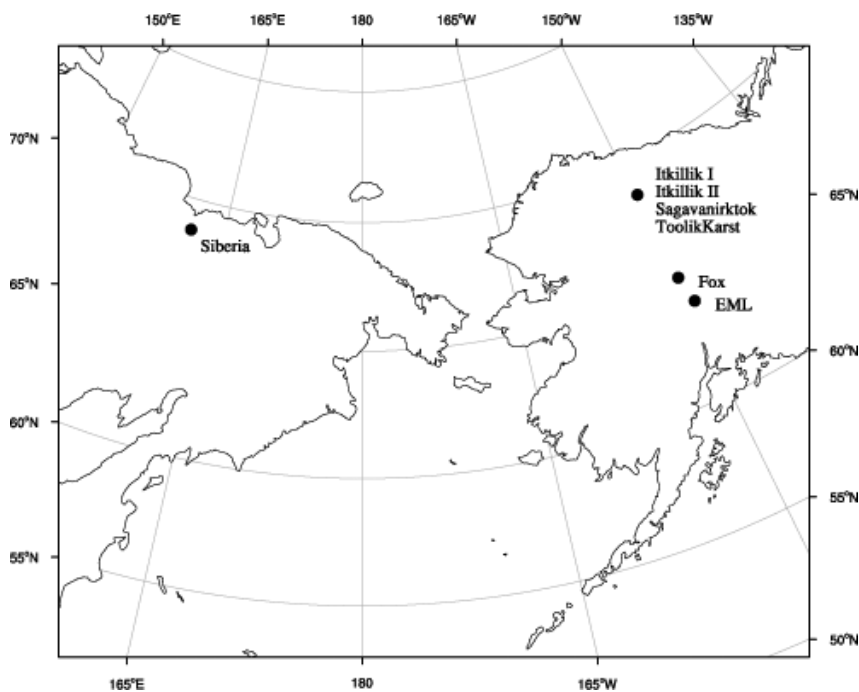 150°E 165°E 180 165°W 150°W 135°W
70°N
65°N
60°N
55°N
65°N
60°N
55°N
50°N
Itkillik I
Itkillik II
Sagavanirktok
ToolikKarst
Siberia
Fox
EML
165°E 180 165°W